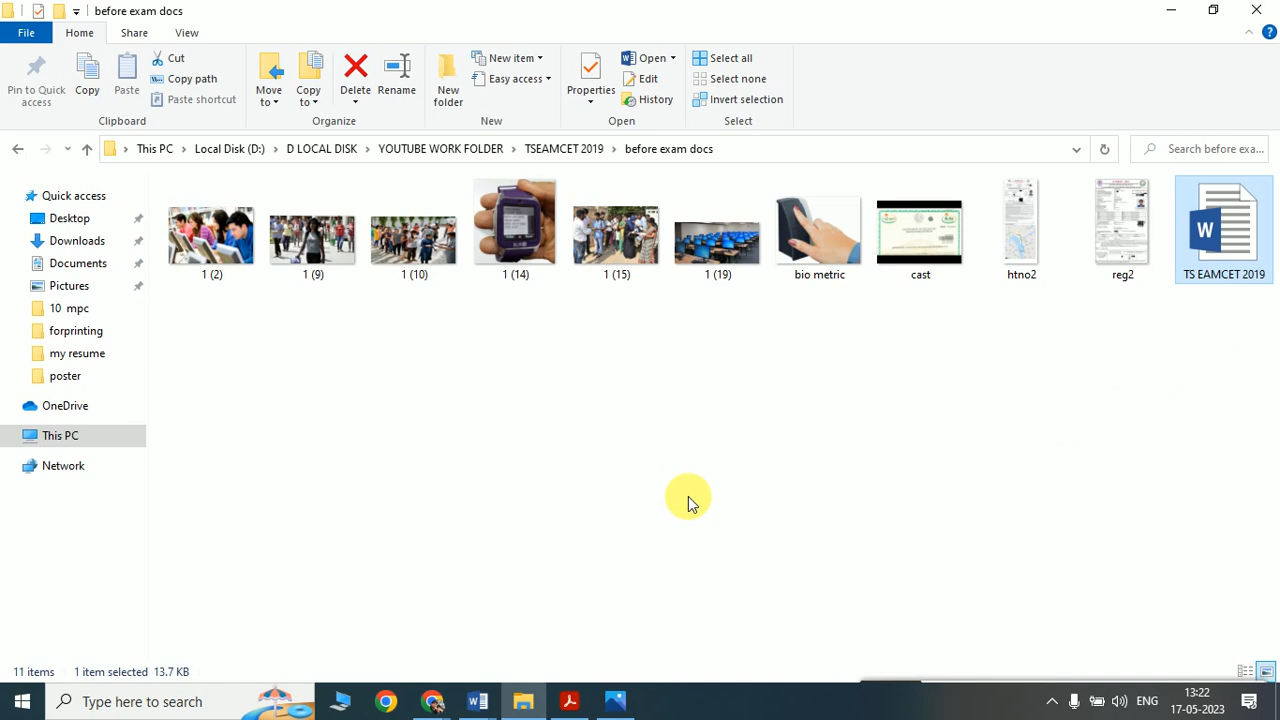 before exam docs
File
Home
Share
View
Pin to Quick access
Copy
Paste
Cut
Copy path
Paste shortcut
Clipboard
Move to
Copy to
Delete
Rename
Organize
New folder
New item
Easy access
New
Properties
Open
Edit
History
Open
Select all
Select none
Invert selection
Select
This PC > Local Disk (D:) > D LOCAL DISK > YOUTUBE WORK FOLDER > TSEAMCET 2019 > before exam docs
Search before exa...
Quick access
Desktop
Downloads
Documents
Pictures
10 mpc
forprinting
my resume
poster
OneDrive
This PC
Network
1 (2)
1 (9)
1 (10)
1 (14)
1 (15)
1 (19)
bio metric
cast
htno2
reg2
TS EAMCET 2019
11 items
1 item selected 13.7 KB
Type here to search
ENG
13:22
17-05-2023